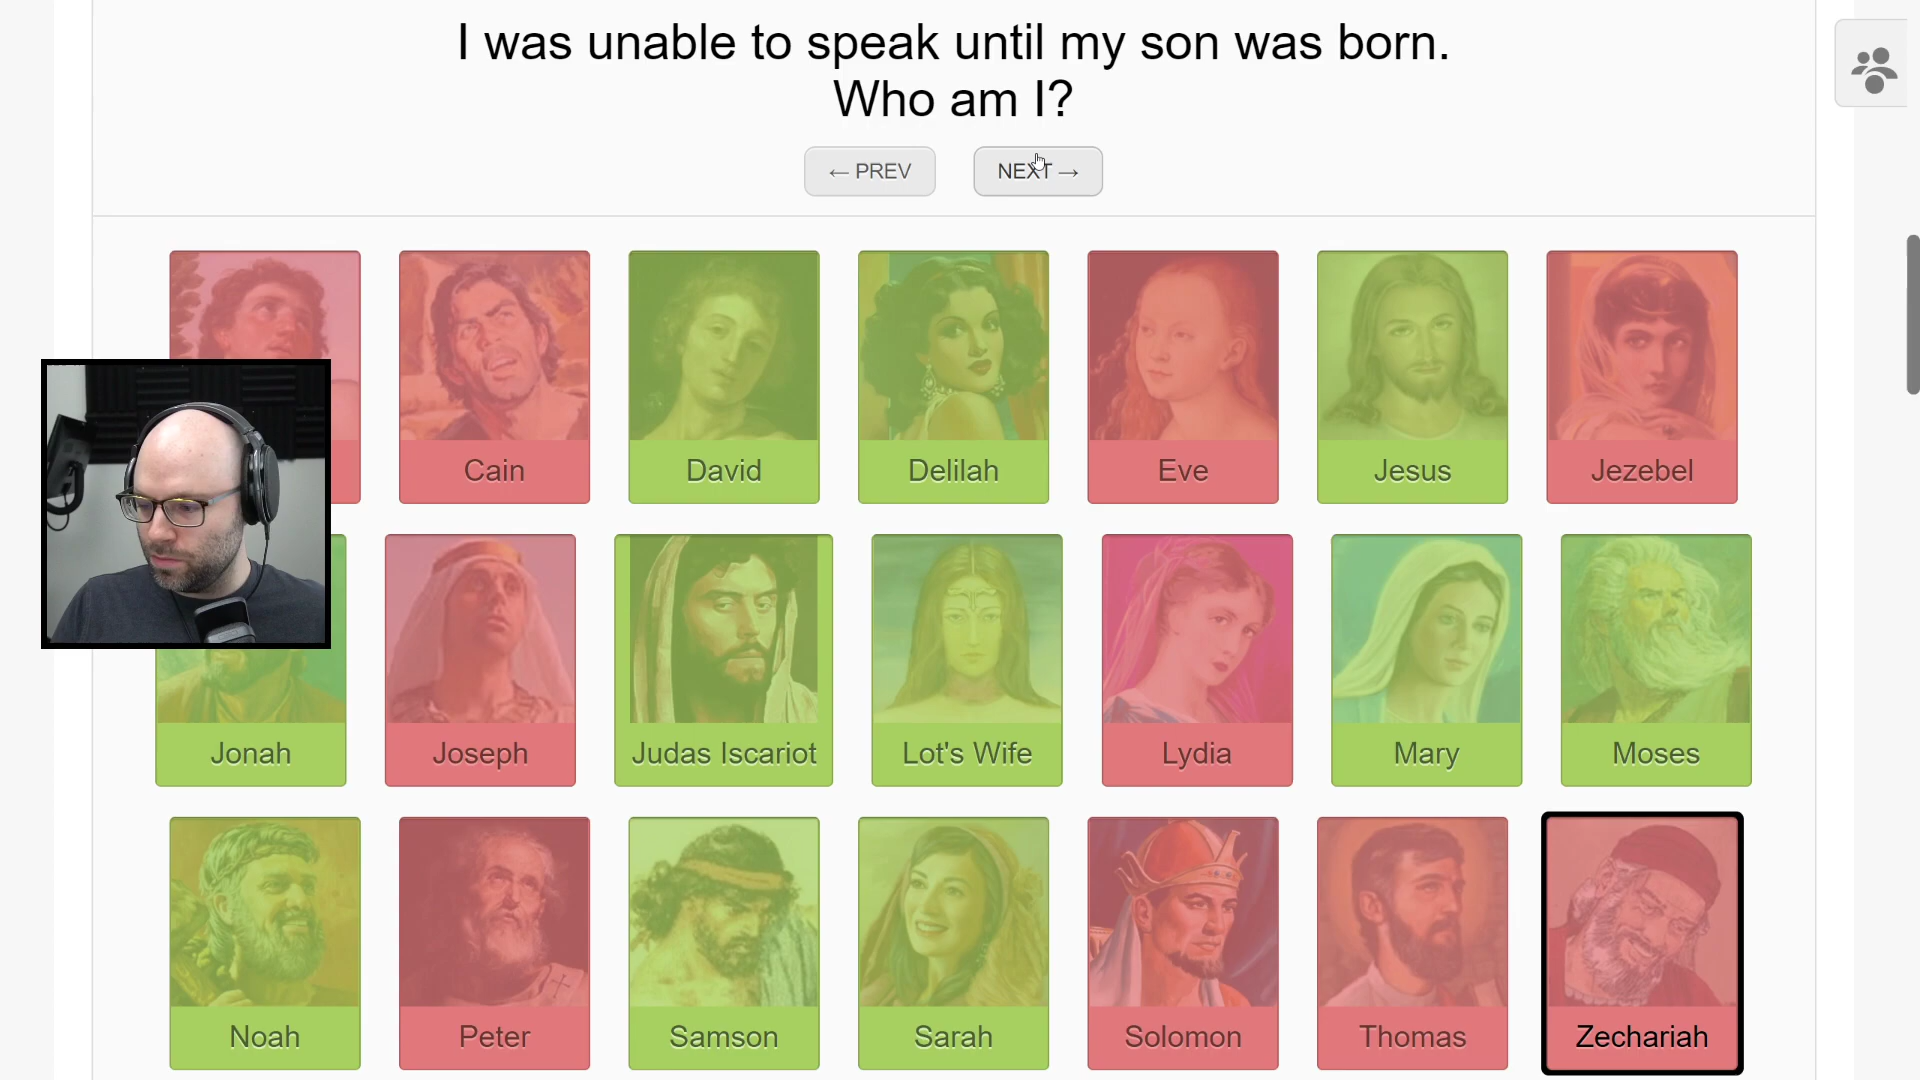 I was unable to speak until my son was born.
Who am I?
← PREV
NEXT →
Cain
David
Delilah
Eve
Jesus
Jezebel
Jonah
Joseph
Judas Iscariot
Lot's Wife
Lydia
Mary
Moses
Noah
Peter
Samson
Sarah
Solomon
Thomas
Zechariah